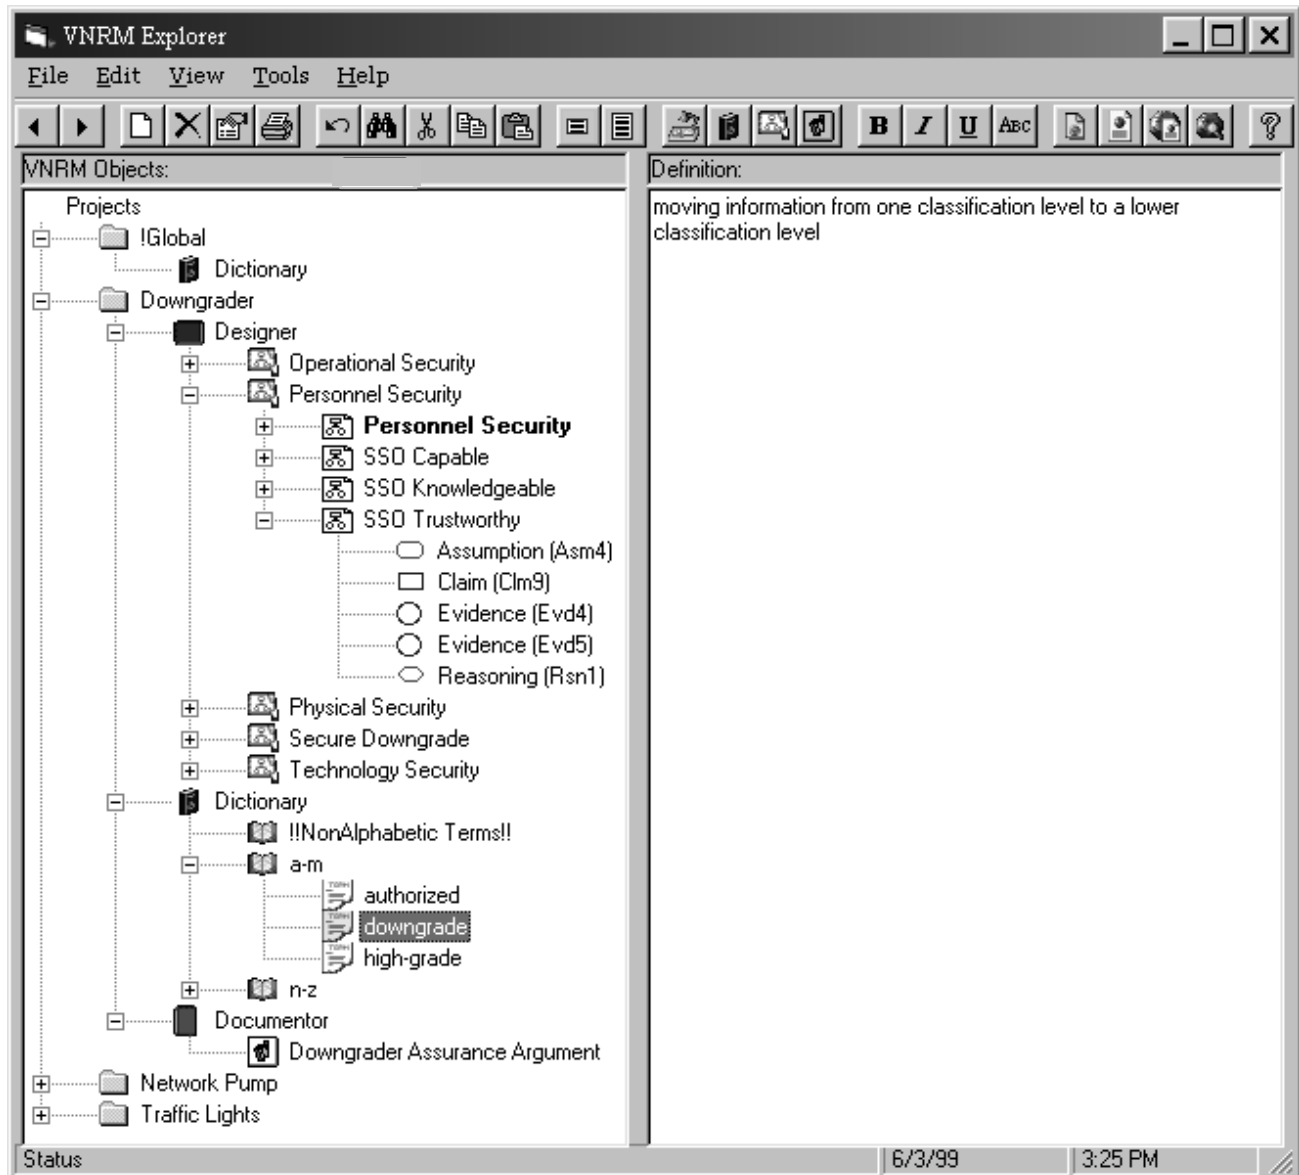 VNRM Explorer
File Edit View Tools Help
B I U ABC
VNRM Objects:
Definition:
Projects
!Global
Dictionary
Downgrader
Designer
Operational Security
Personnel Security
Personnel Security
SSO Capable
SSO Knowledgeable
SSO Trustworthy
Assumption (Asm4)
Claim (Clm9)
Evidence (Evd4)
Evidence (Evd5)
Reasoning (Rsn1)
Physical Security
Secure Downgrade
Technology Security
Dictionary
!!NonAlphabetic Terms!!
a-m
authorized
downgrade
high-grade
n-z
Documentor
Downgrader Assurance Argument
Network Pump
Traffic Lights
moving information from one classification level to a lower
classification level
Status 6/3/99 3:25 PM